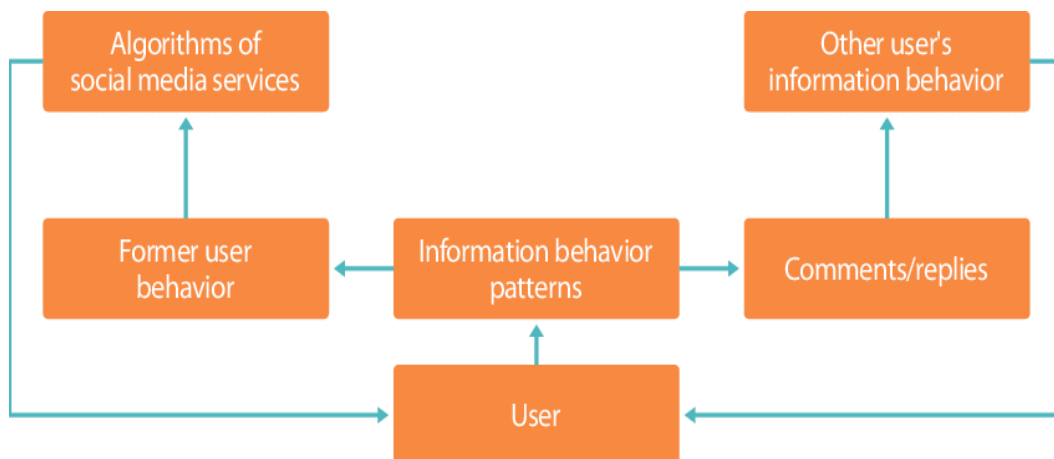 Algorithms of
social media services
Other user's
information behavior
Former user
behavior
Information behavior
patterns
Comments/replies
User